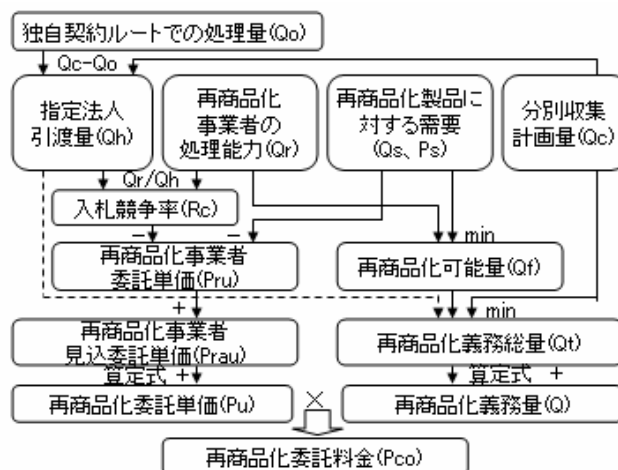 独自契約ルートでの処理量(Qo)
Qc-Qo
指定法人
引渡量(Qh)
再商品化
事業者の
処理能力(Qr)
再商品化製品に
対する需要
(Qs、Ps)
分別収集
計画量(Qc)
Qr/Qh
入札競争率(Rc)
−
−
min
再商品化事業者
委託単価(Pru)
再商品化可能量(Qf)
+
min
再商品化事業者
見込委託単価(Prau)
再商品化義務総量(Qt)
算定式 +
算定式 +
再商品化委託単価(Pu)
×
再商品化義務量(Q)
再商品化委託料金(Pco)